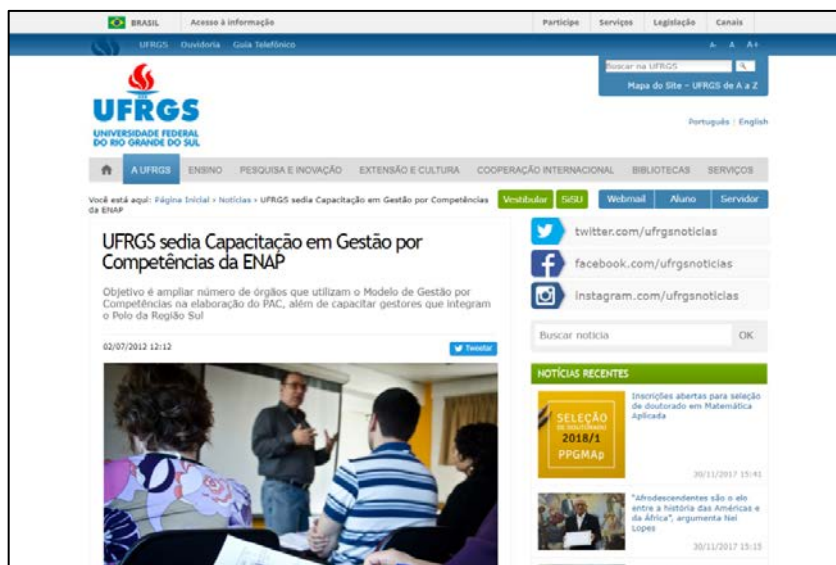 BRASIL Acesso à informação Participe Serviços Legislação Canais
UFRGS Ouvidoria Guia Telefônico A- A A+
Buscar na UFRGS
Mapa do Site – UFRGS de A a Z
UFRGS
UNIVERSIDADE FEDERAL
DO RIO GRANDE DO SUL
Português | English
A UFRGS ENSINO PESQUISA E INOVAÇÃO EXTENSÃO E CULTURA COOPERAÇÃO INTERNACIONAL BIBLIOTECAS SERVIÇOS
Você está aqui: Página Inicial › Notícias › UFRGS sedia Capacitação em Gestão por Competências
da ENAP
Vestibular SiSU Webmail Aluno Servidor
UFRGS sedia Capacitação em Gestão por
Competências da ENAP
Objetivo é ampliar número de órgãos que utilizam o Modelo de Gestão por
Competências na elaboração do PAC, além de capacitar gestores que integram
o Polo da Região Sul
02/07/2012 12:12 Tweetar
twitter.com/ufrgsnoticias
facebook.com/ufrgsnoticias
instagram.com/ufrgsnoticias
Buscar notícia OK
NOTÍCIAS RECENTES
SELEÇÃO
DE DOUTORADO
2018/1
PPGMAp
Inscrições abertas para seleção
de doutorado em Matemática
Aplicada
30/11/2017 15:41
"Afrodescendentes são o elo
entre a história das Américas e
da África", argumenta Nei
Lopes
30/11/2017 15:15